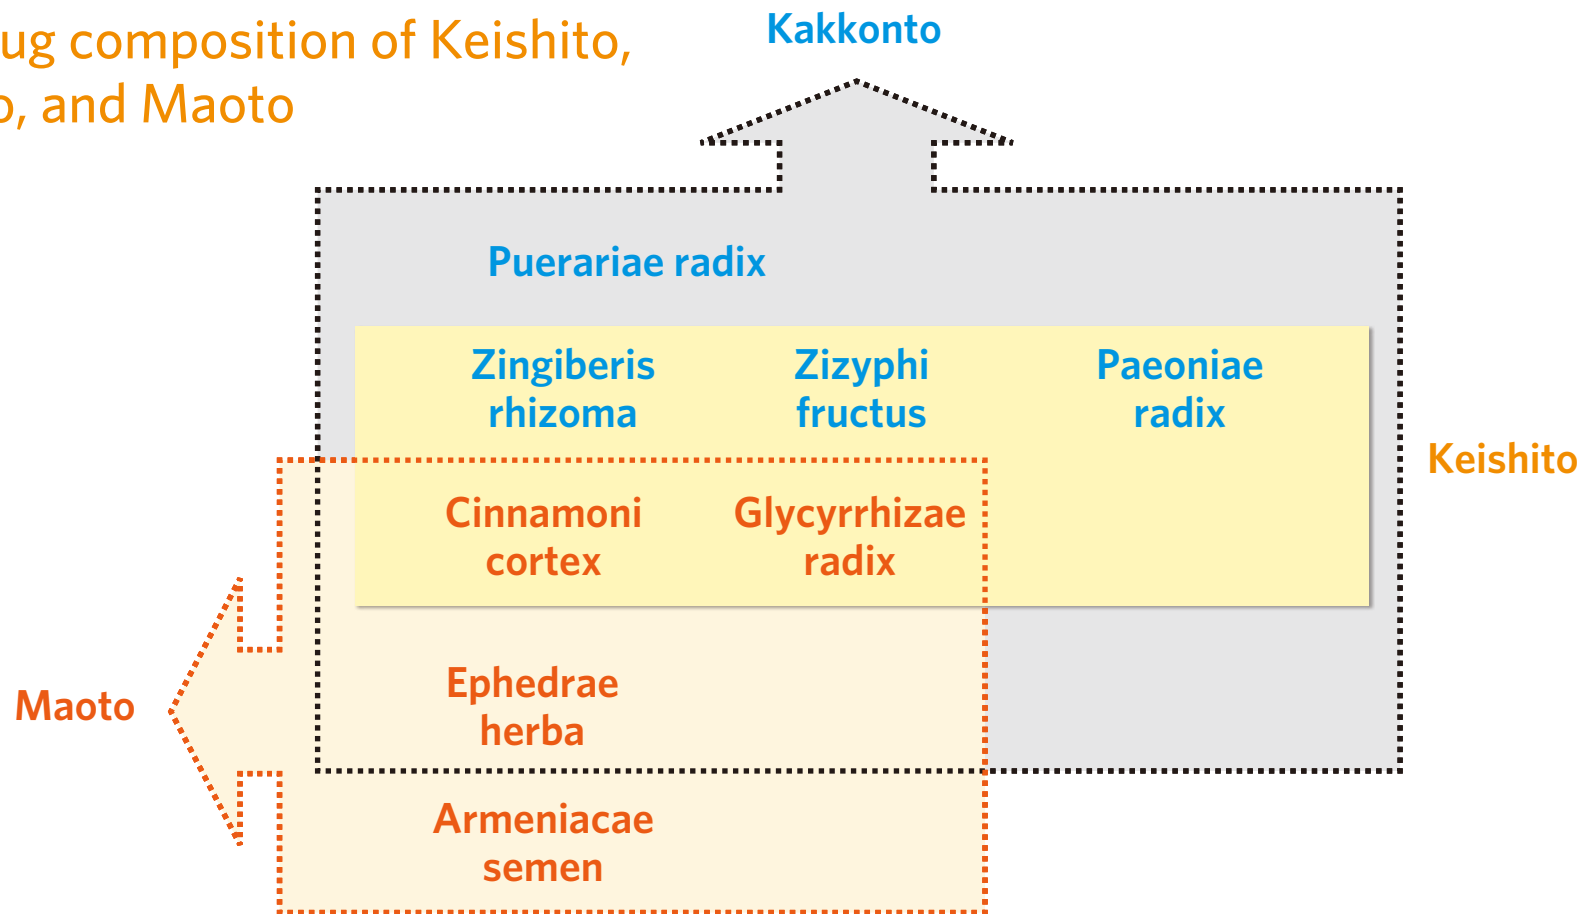 ug composition of Keishito,
o, and Maoto
Kakkonto
Puerariae radix
Zingiberis
rhizoma
Zizyphi
fructus
Paeoniae
radix
Keishito
Cinnamoni
cortex
Glycyrrhizae
radix
Maoto
Ephedrae
herba
Armeniacae
semen